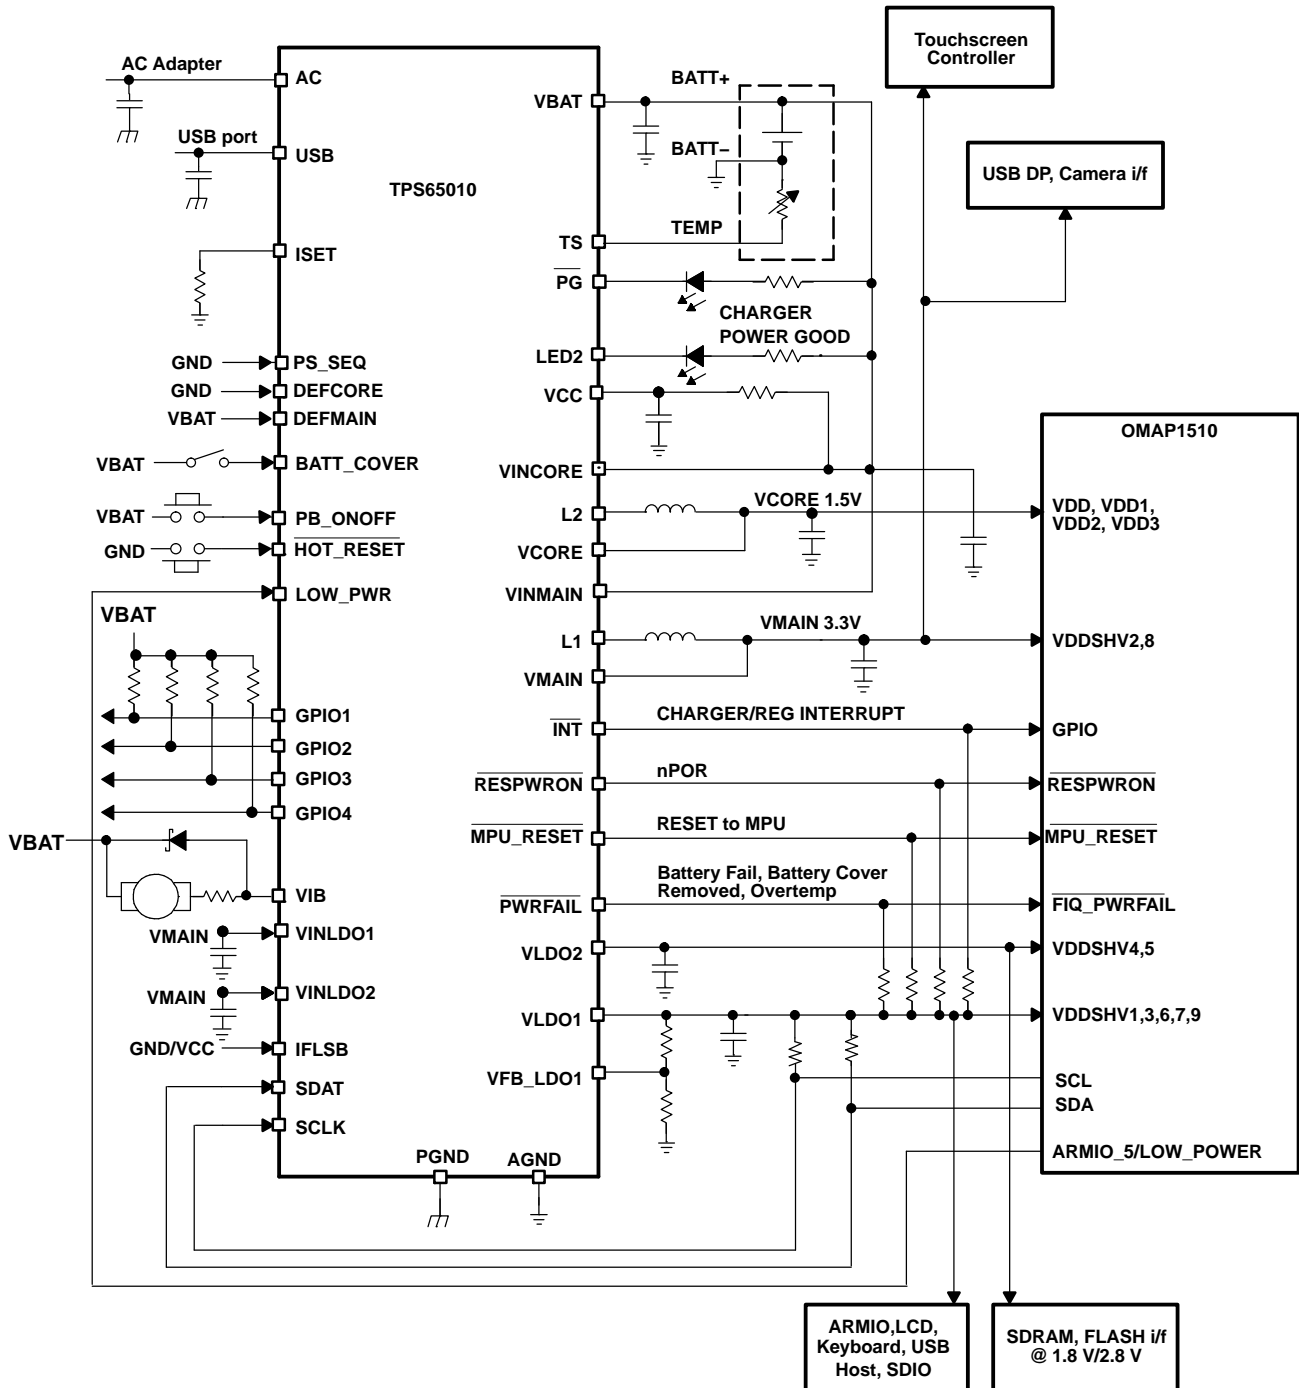 Touchscreen
Controller
AC Adapter
AC
BATT+
VBAT
USB port
USB
BATT−
TPS65010
USB DP, Camera i/f
TEMP
TS
ISET
PG
CHARGER
POWER GOOD
GND
PS_SEQ
LED2
GND
DEFCORE
VCC
VBAT
DEFMAIN
OMAP1510
VBAT
BATT_COVER
VINCORE
VCORE 1.5V
VDD, VDD1,
VDD2, VDD3
L2
VBAT
PB_ONOFF
GND
HOT_RESET
VCORE
LOW_PWR
VINMAIN
VBAT
VMAIN 3.3V
L1
VDDSHV2,8
VMAIN
GPIO1
CHARGER/REG INTERRUPT
INT
GPIO
GPIO2
GPIO3
nPOR
RESPWRON
RESPWRON
GPIO4
RESET to MPU
MPU_RESET
MPU_RESET
VBAT
Battery Fail, Battery Cover
Removed, Overtemp
VIB
PWRFAIL
FIQ_PWRFAIL
VMAIN
VINLDO1
VLDO2
VDDSHV4,5
VMAIN
VINLDO2
VLDO1
VDDSHV1,3,6,7,9
GND/VCC
IFLSB
VFB_LDO1
SCL
SDAT
SDA
SCLK
PGND
AGND
ARMIO_5/LOW_POWER
ARMIO,LCD,
Keyboard, USB
Host, SDIO
SDRAM, FLASH i/f
@ 1.8 V/2.8 V